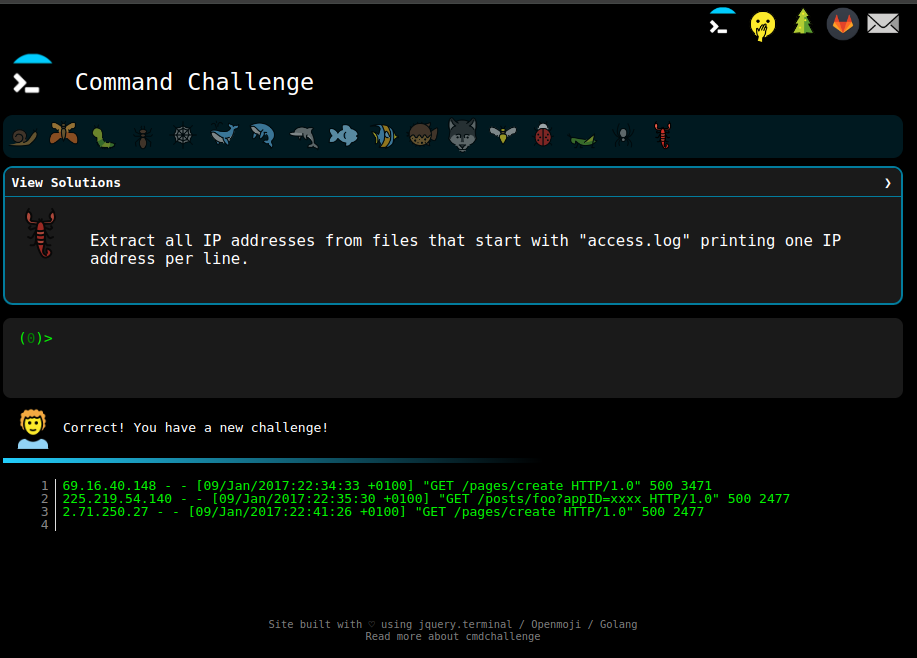 Command Challenge
View Solutions ❯
Extract all IP addresses from files that start with "access.log" printing one IP
address per line.
(0)>
Correct! You have a new challenge!
1 69.16.40.148 - - [09/Jan/2017:22:34:33 +0100] "GET /pages/create HTTP/1.0" 500 3471
2 225.219.54.140 - - [09/Jan/2017:22:35:30 +0100] "GET /posts/foo?appID=xxxx HTTP/1.0" 500 2477
3 2.71.250.27 - - [09/Jan/2017:22:41:26 +0100] "GET /pages/create HTTP/1.0" 500 2477
4
Site built with ♡ using jquery.terminal / Openmoji / Golang
Read more about cmdchallenge